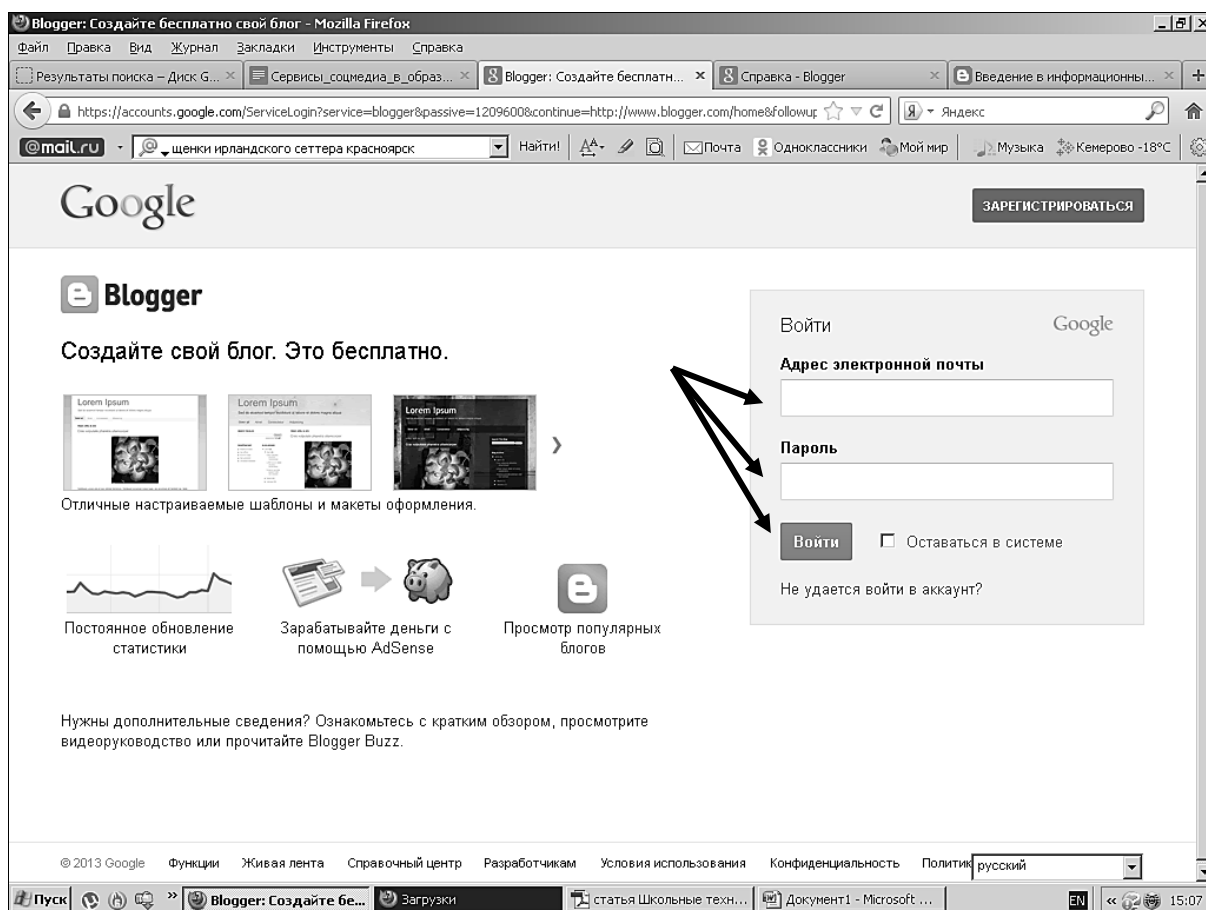 Blogger: Создайте бесплатно свой блог - Mozilla Firefox
Файл Правка Вид Журнал Закладки Инструменты Справка
Результаты поиска – Диск G... Сервисы_соцмедиа_в_образ... Blogger: Создайте бесплатн... Справка - Blogger Введение в информационны...
https://accounts.google.com/ServiceLogin?service=blogger&passive=1209600&continue=http://www.blogger.com/home&followup Яндекс
@mail.ru щенки ирландского сеттера красноярск Найти! Почта Одноклассники Мой мир Музыка Кемерово -18°C
Google ЗАРЕГИСТРИРОВАТЬСЯ
Blogger
Создайте свой блог. Это бесплатно.
Lorem Ipsum Lorem Ipsum Lorem Ipsum
Отличные настраиваемые шаблоны и макеты оформления.
Постоянное обновление статистики
Зарабатывайте деньги с помощью AdSense
Просмотр популярных блогов
Нужны дополнительные сведения? Ознакомьтесь с кратким обзором, просмотрите
видеоруководство или прочитайте Blogger Buzz.
Войти Google
Адрес электронной почты
Пароль
Войти Оставаться в системе
Не удается войти в аккаунт?
© 2013 Google Функции Живая лента Справочный центр Разработчикам Условия использования Конфиденциальность Политик русский
Пуск Blogger: Создайте бе... Загрузки статья Школьные техн... Документ1 - Microsoft ... EN 15:07